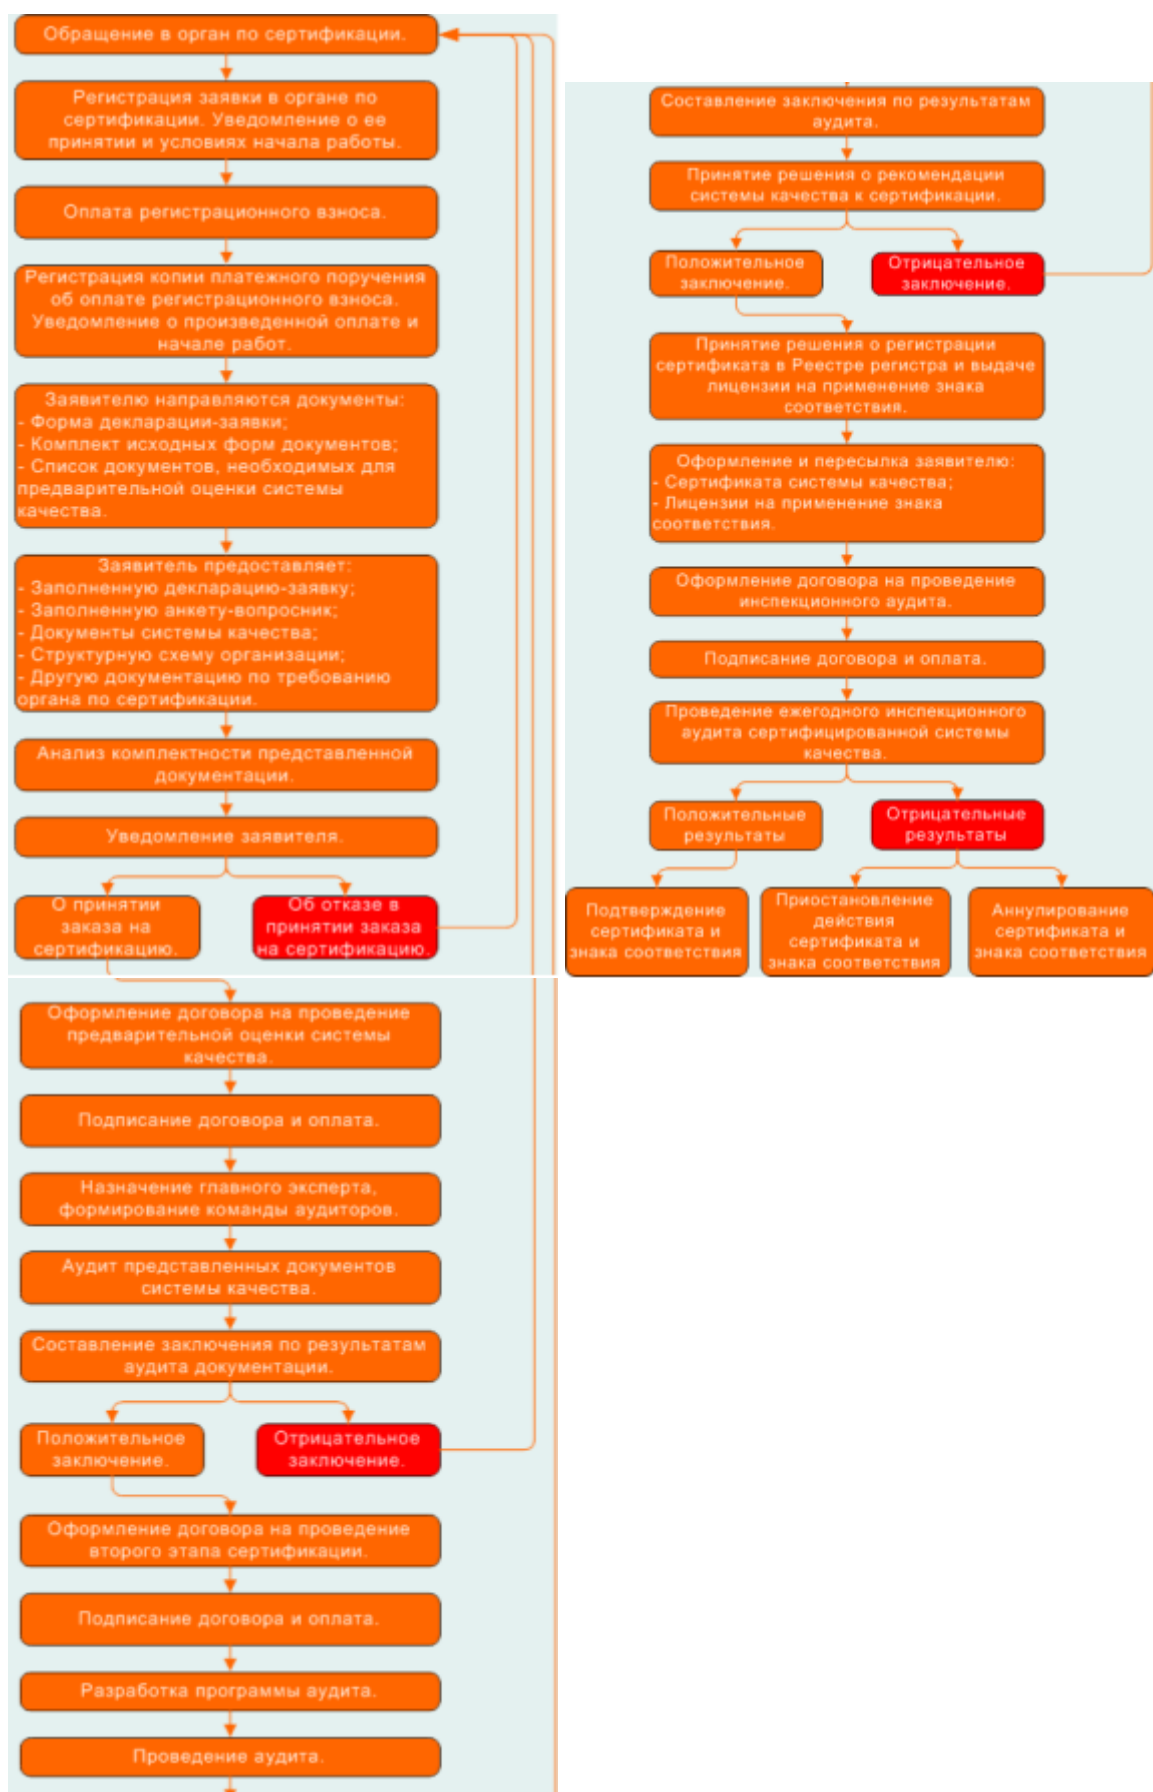 Обращение в орган по сертификации.
Регистрация заявки в органе по
сертификации. Уведомление о ее
принятии и условиях начала работы.
Оплата регистрационного взноса.
Регистрация копии платежного поручения
об оплате регистрационного взноса.
Уведомление о произведенной оплате и
начале работ.
Заявителю направляются документы:
- Форма декларации-заявки;
- Комплект исходных форм документов;
- Список документов, необходимых для
предварительной оценки системы
качества.
Заявитель предоставляет:
- Заполненную декларацию-заявку;
- Заполненную анкету-вопросник;
- Документы системы качества;
- Структурную схему организации;
- Другую документацию по требованию
органа по сертификации.
Анализ комплектности представленной
документации.
Уведомление заявителя.
О принятии
заказа на
сертификацию.
Об отказе в
принятии заказа
на сертификацию.
Оформление договора на проведение
предварительной оценки системы
качества.
Подписание договора и оплата.
Назначение главного эксперта,
формирование команды аудиторов.
Аудит представленных документов
системы качества.
Составление заключения по результатам
аудита документации.
Положительное
заключение.
Отрицательное
заключение.
Оформление договора на проведение
второго этапа сертификации.
Подписание договора и оплата.
Разработка программы аудита.
Проведение аудита.
Составление заключения по результатам
аудита.
Принятие решения о рекомендации
системы качества к сертификации.
Положительное
заключение.
Отрицательное
заключение.
Принятие решения о регистрации
сертификата в Реестре регистра и выдаче
лицензии на применение знака
соответствия.
Оформление и пересылка заявителю:
- Сертификата системы качества;
- Лицензии на применение знака
соответствия.
Оформление договора на проведение
инспекционного аудита.
Подписание договора и оплата.
Проведение ежегодного инспекционного
аудита сертифицированной системы
качества.
Положительные
результаты
Отрицательные
результаты
Подтверждение
сертификата и
знака соответствия
Приостановление
действия
сертификата и
знака соответствия
Аннулирование
сертификата и
знака соответствия